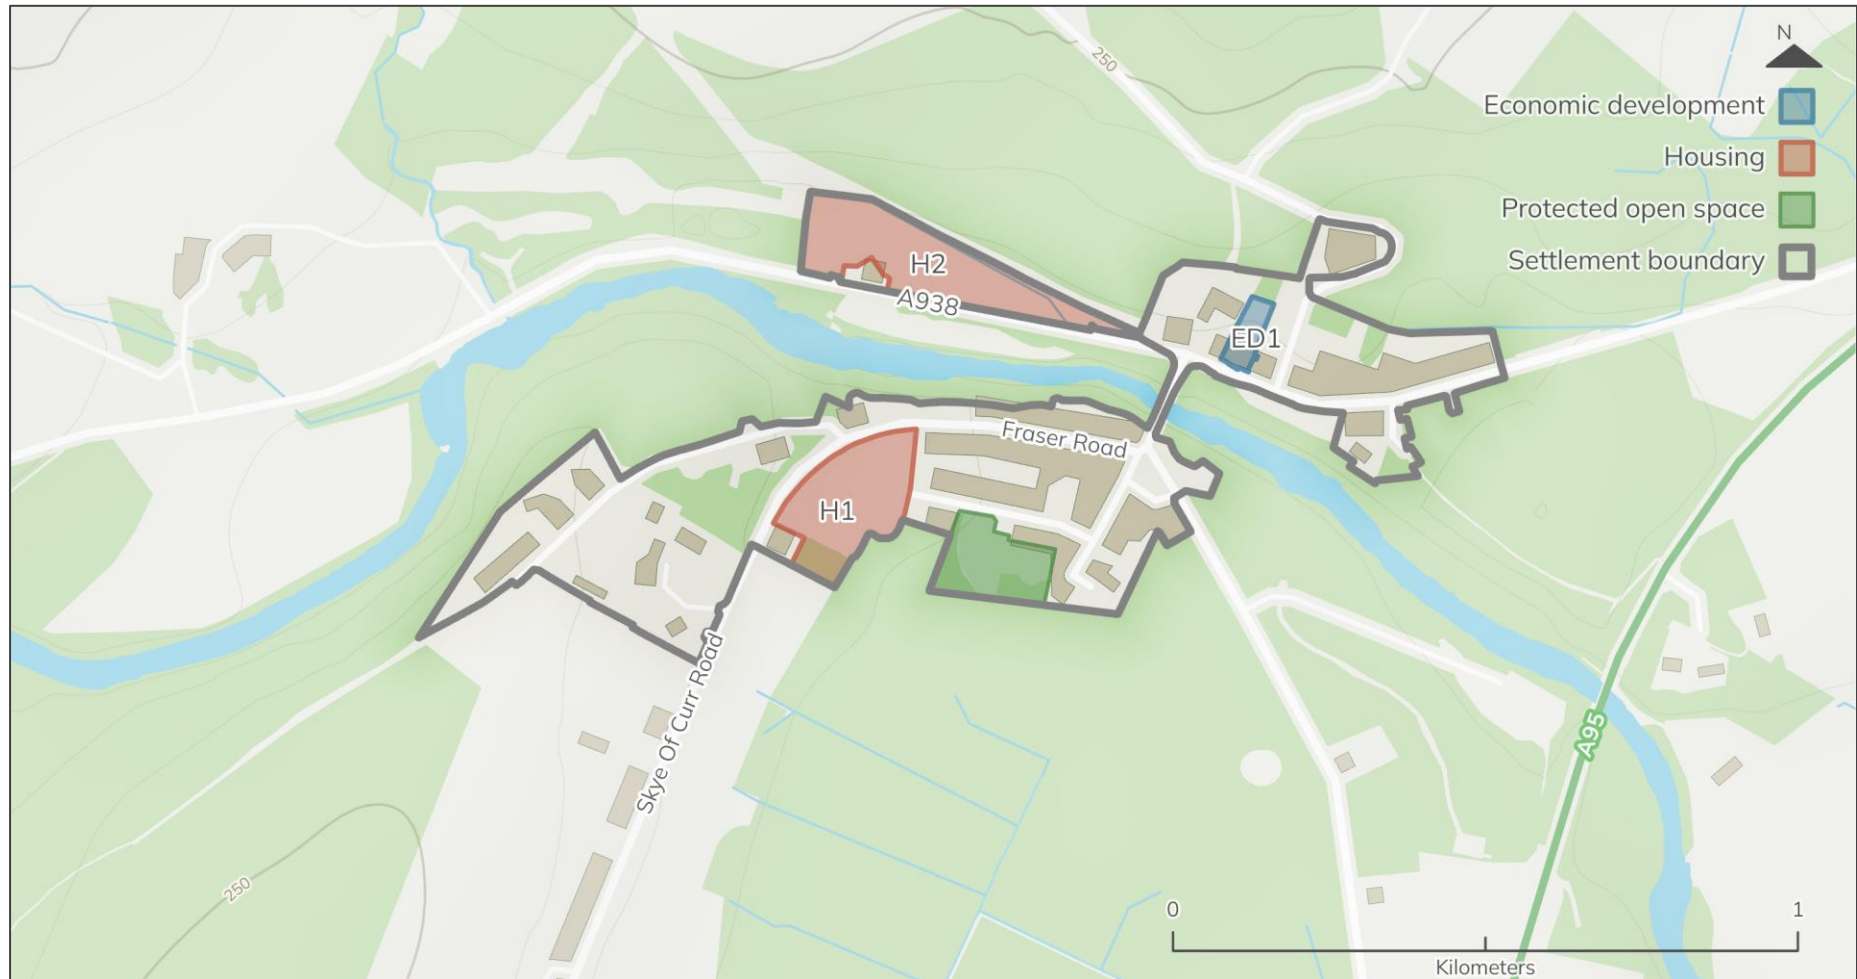 N
250
Economic development
Housing
Protected open space
Settlement boundary
H2
A938
ED1
Fraser Road
H1
Skye Of Curr Road
A95
250
0
1
Kilometers